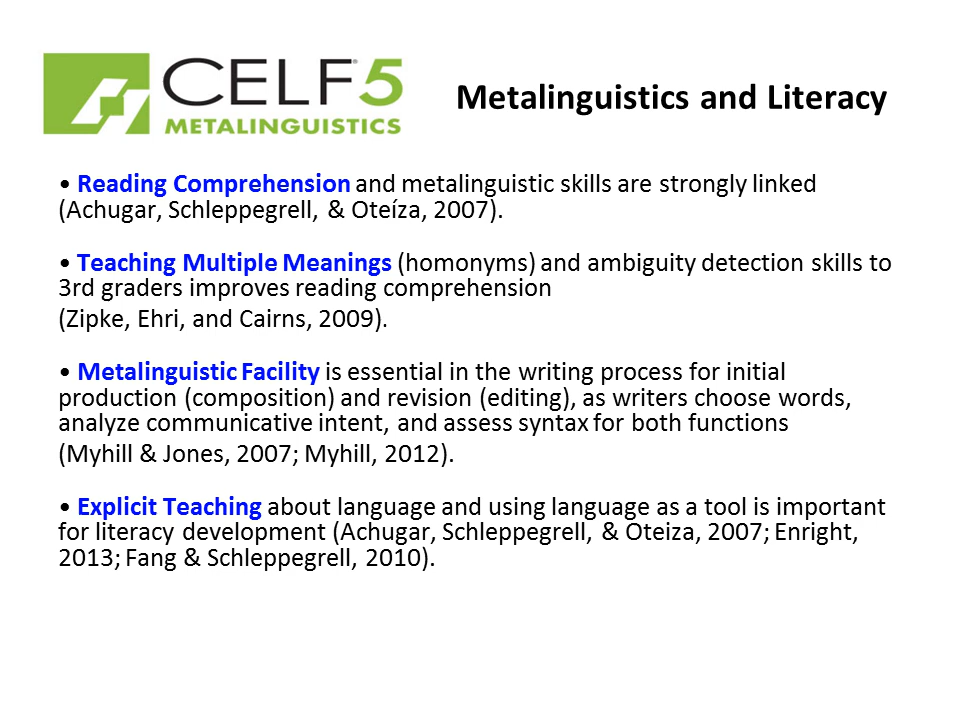 CELF®5
METALINGUISTICS
Metalinguistics and Literacy
• Reading Comprehension and metalinguistic skills are strongly linked
(Achugar, Schleppegrell, & Oteíza, 2007).
• Teaching Multiple Meanings (homonyms) and ambiguity detection skills to
3rd graders improves reading comprehension
(Zipke, Ehri, and Cairns, 2009).
• Metalinguistic Facility is essential in the writing process for initial
production (composition) and revision (editing), as writers choose words,
analyze communicative intent, and assess syntax for both functions
(Myhill & Jones, 2007; Myhill, 2012).
• Explicit Teaching about language and using language as a tool is important
for literacy development (Achugar, Schleppegrell, & Oteiza, 2007; Enright,
2013; Fang & Schleppegrell, 2010).